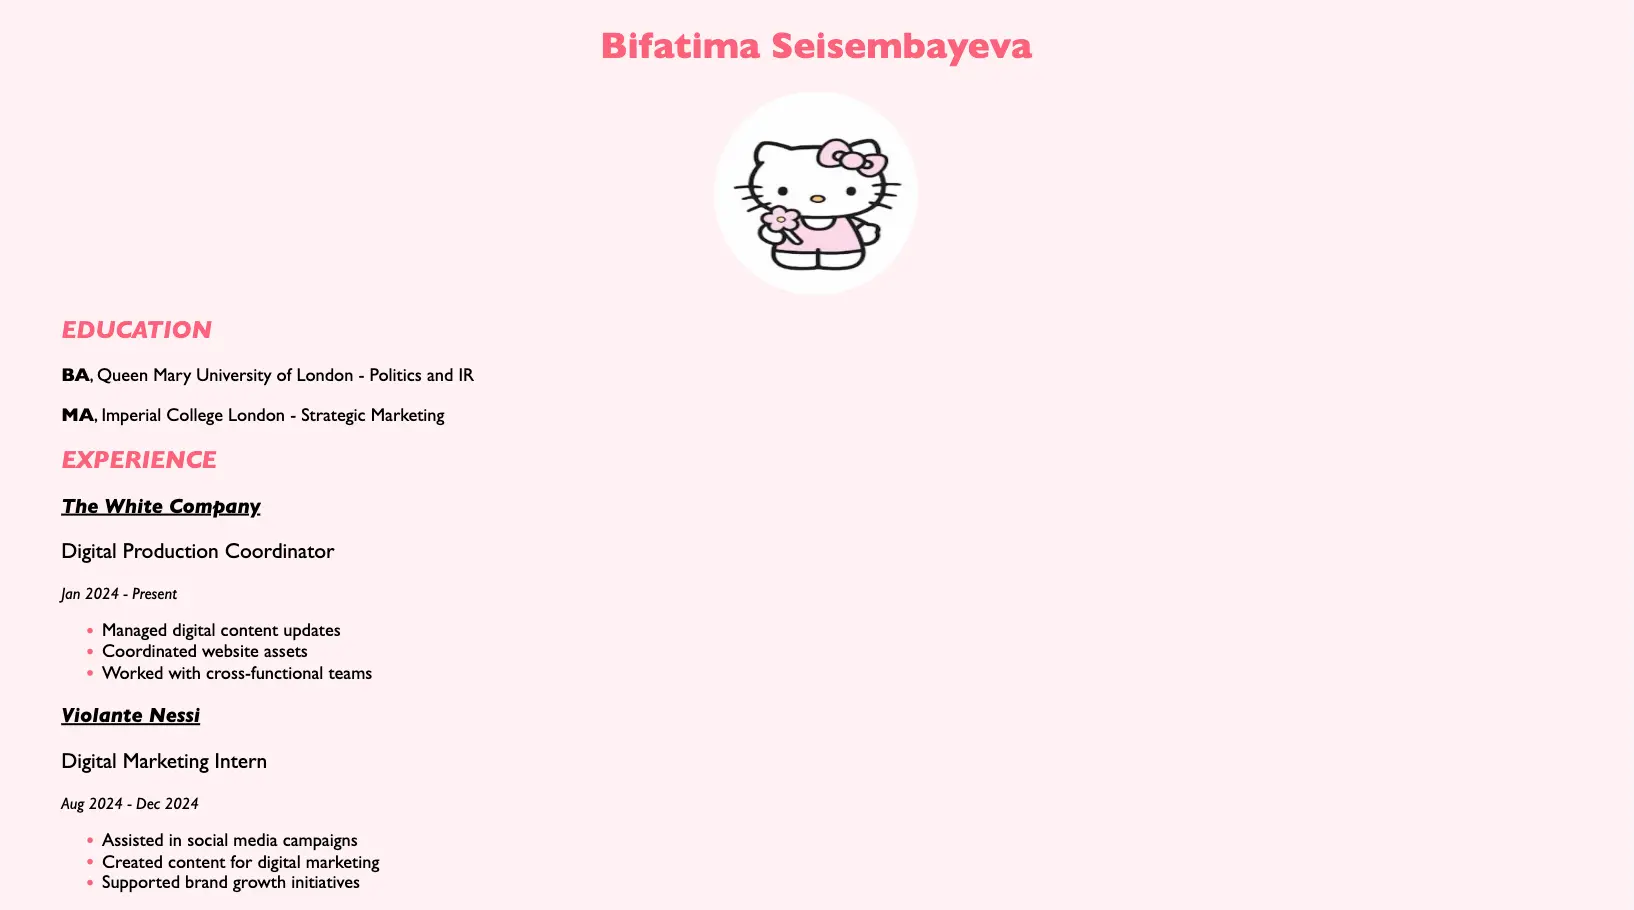 Bifatima Seisembayeva
EDUCATION
BA, Queen Mary University of London - Politics and IR
MA, Imperial College London - Strategic Marketing
EXPERIENCE
The White Company
Digital Production Coordinator
Jan 2024 - Present
• Managed digital content updates
• Coordinated website assets
• Worked with cross-functional teams
Violante Nessi
Digital Marketing Intern
Aug 2024 - Dec 2024
• Assisted in social media campaigns
• Created content for digital marketing
• Supported brand growth initiatives